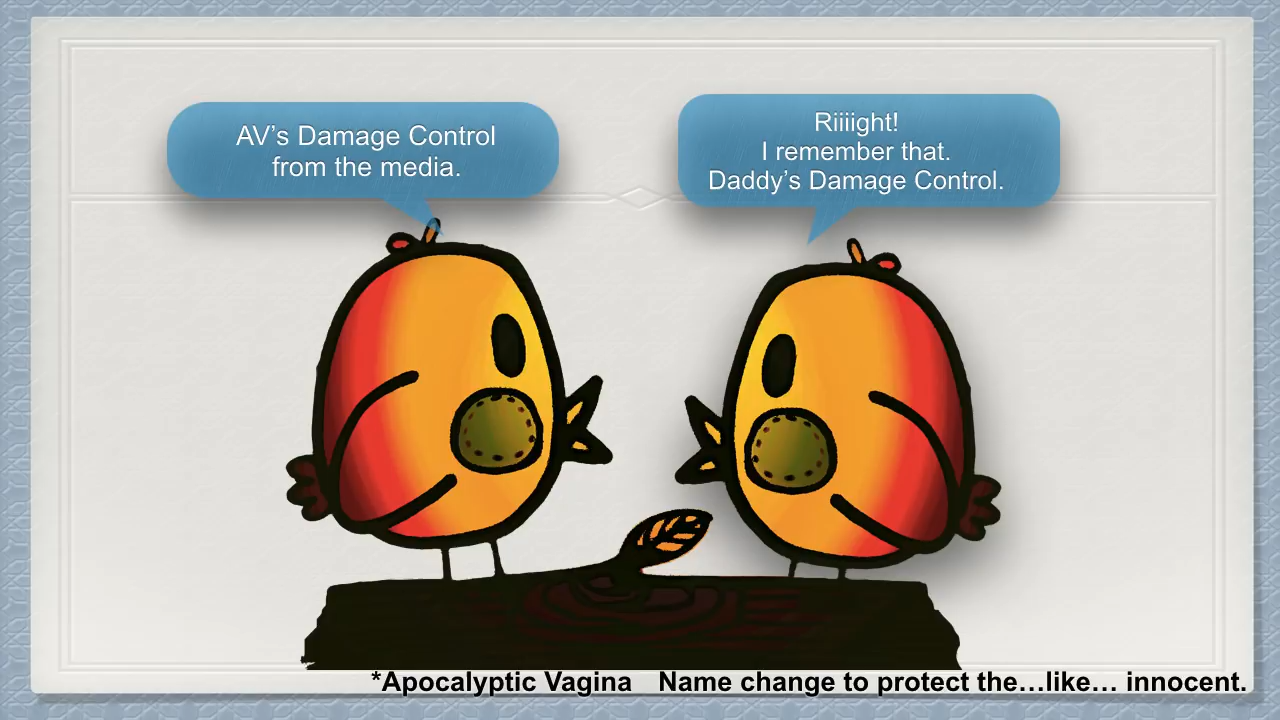 AV’s Damage Control
from the media.
Riiiight!
I remember that.
Daddy’s Damage Control.
*Apocalyptic Vagina Name change to protect the…like… innocent.